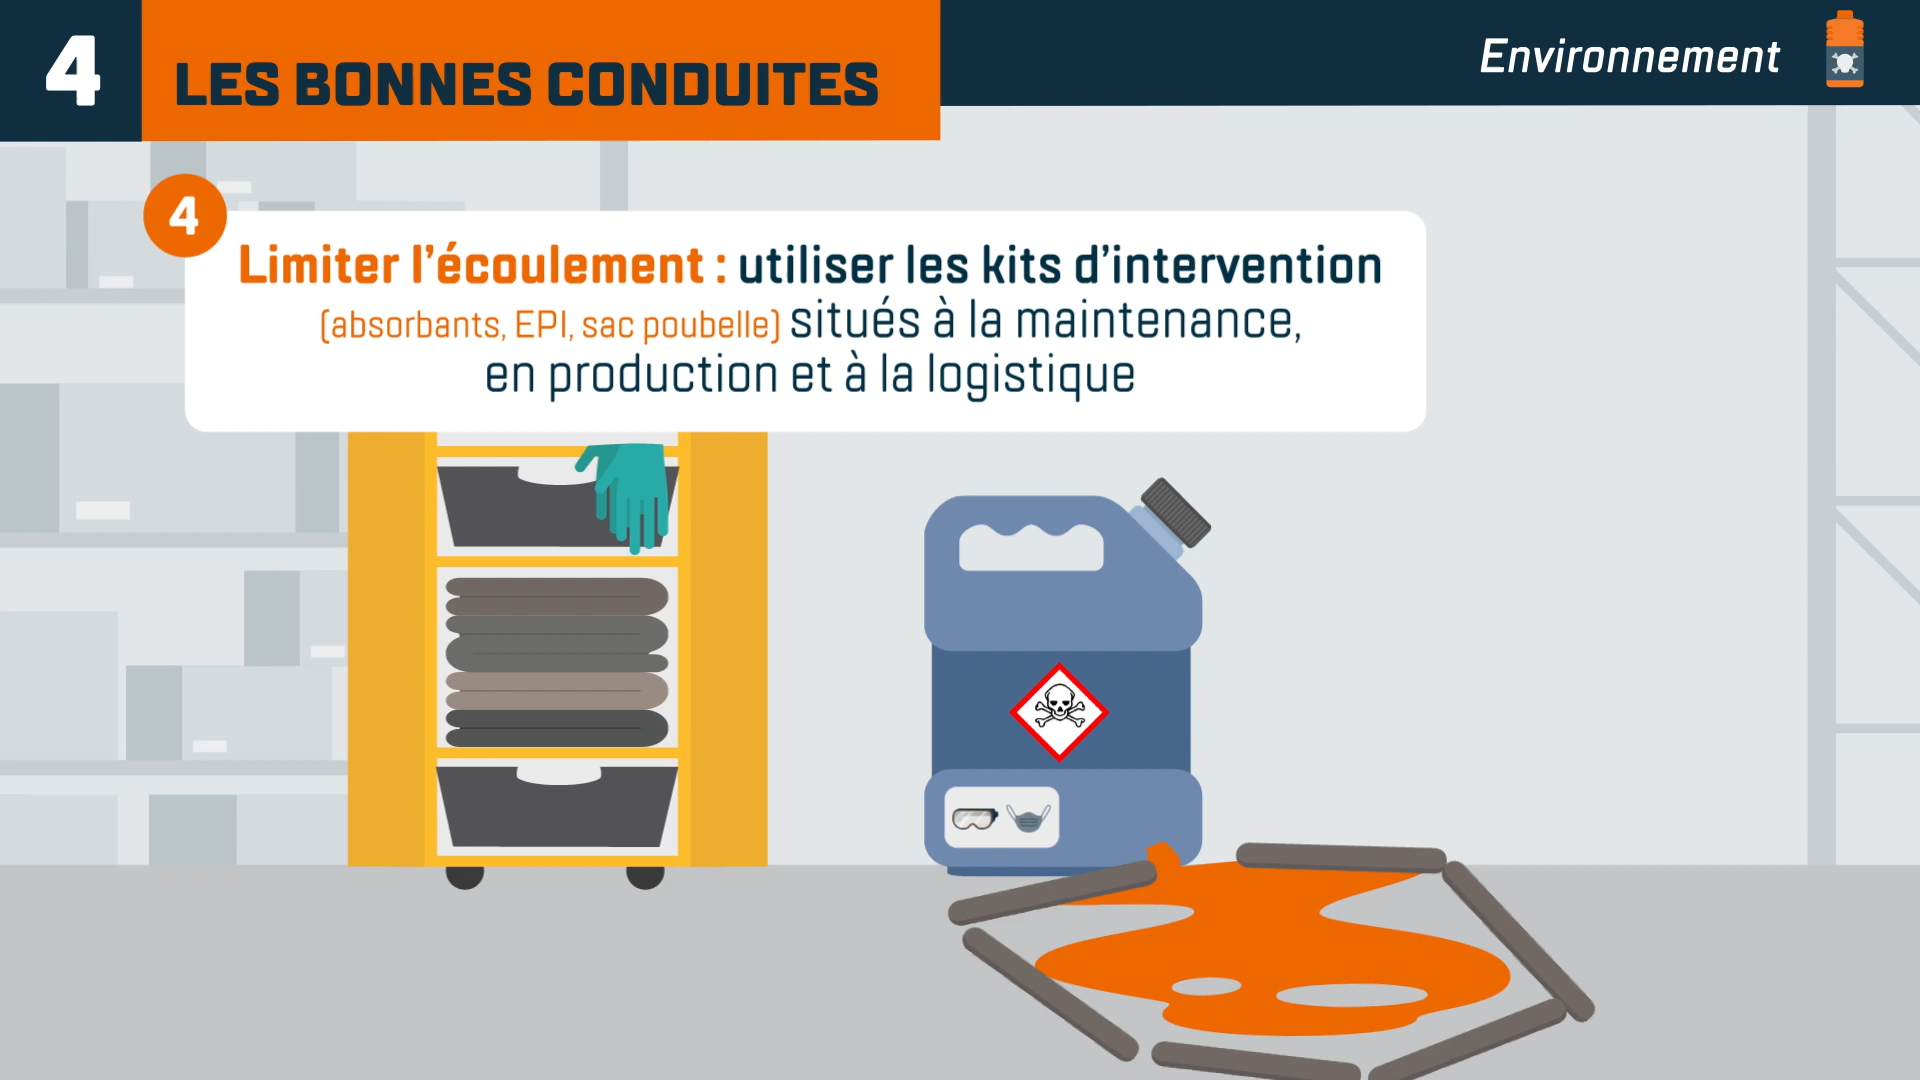 4
LES BONNES CONDUITES
Environnement
4
Limiter l’écoulement : utiliser les kits d’intervention
(absorbants, EPI, sac poubelle) situés à la maintenance,
en production et à la logistique